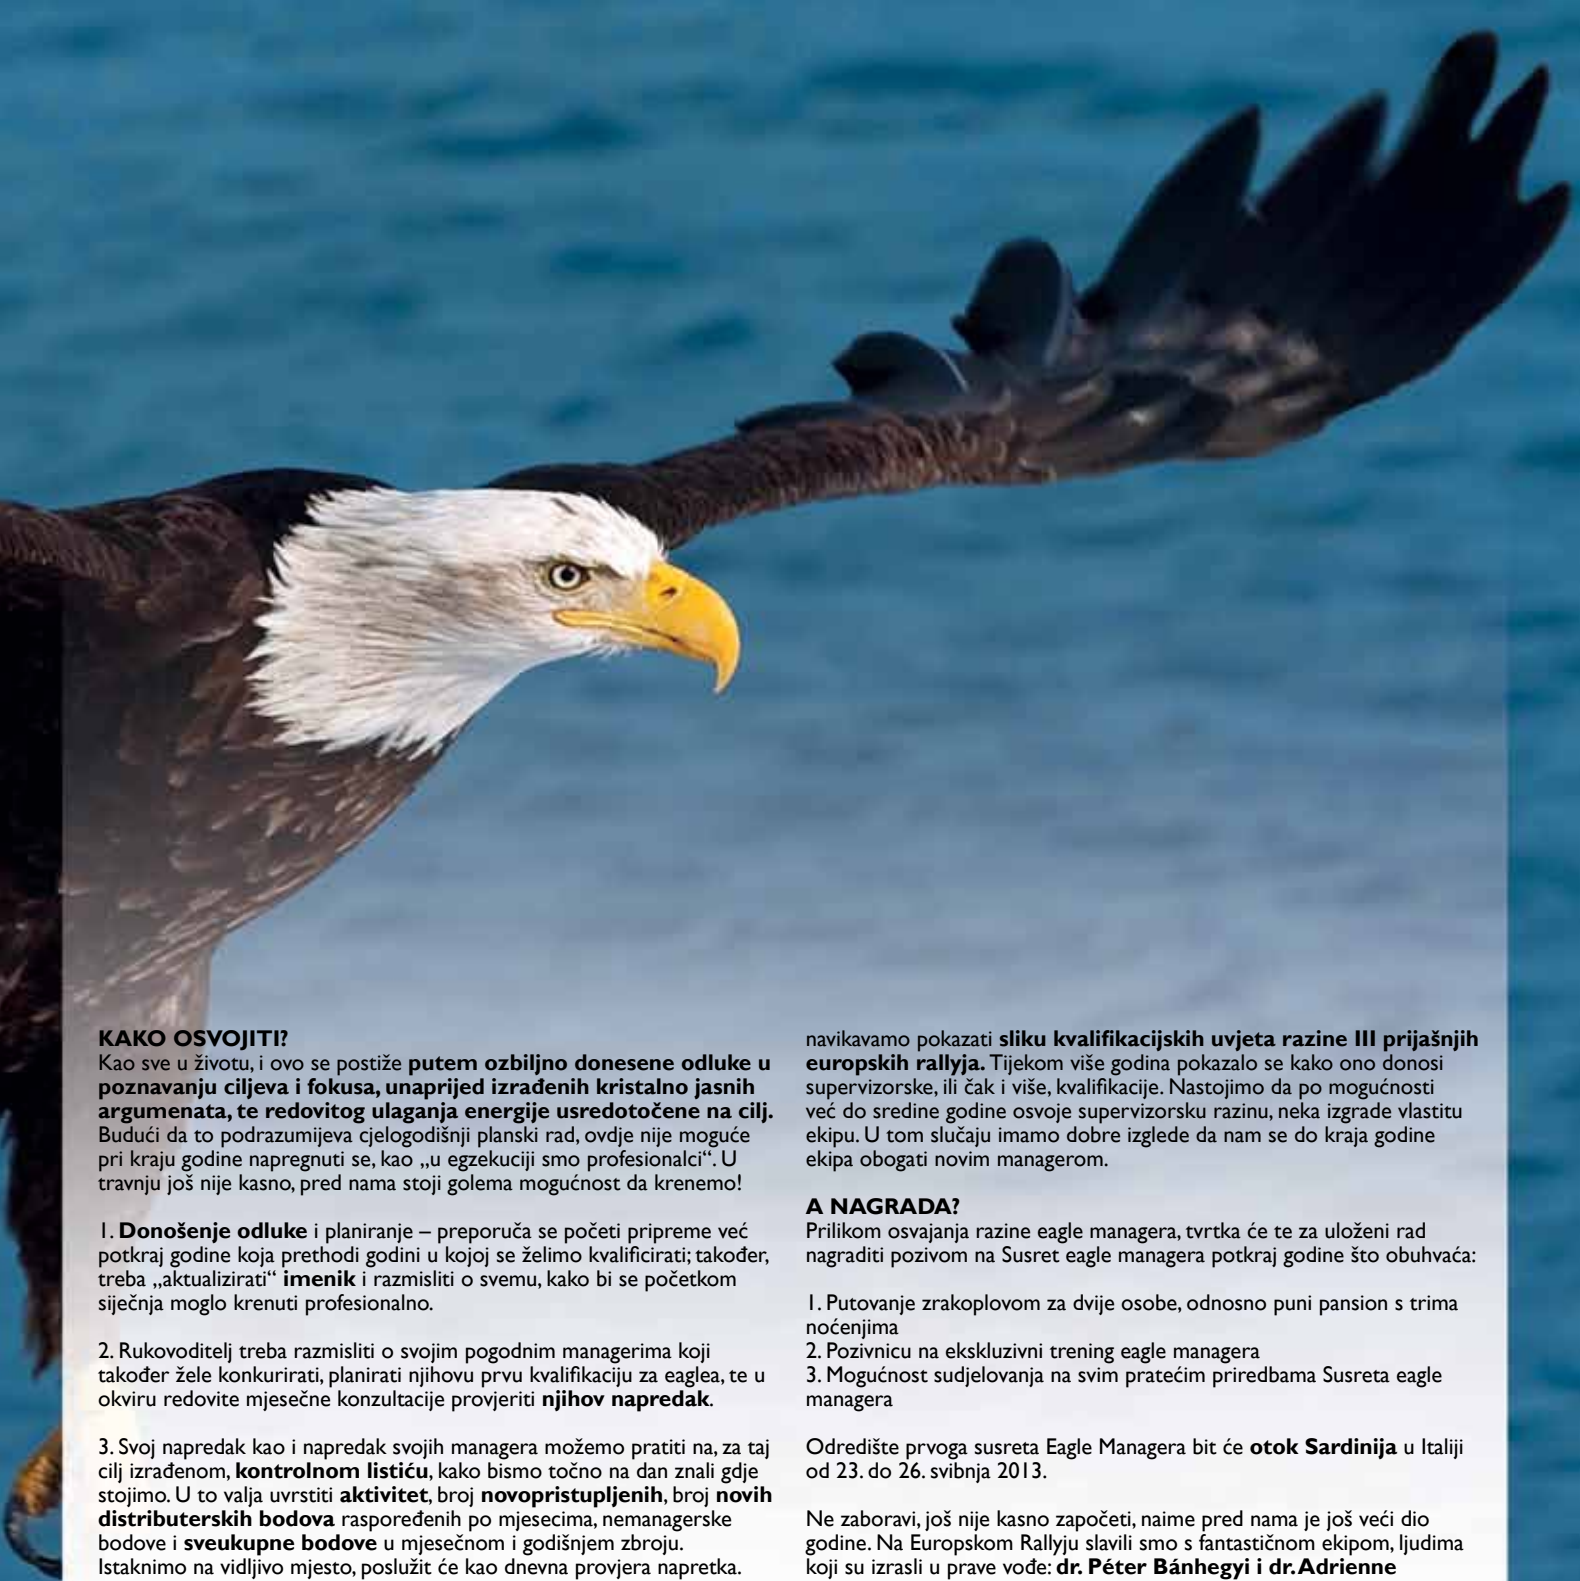 KAKO OSVOJITI?
Kao sve u životu, i ovo se postiže putem ozbiljno donesene odluke u
poznavanju ciljeva i fokusa, unaprijed izrađenih kristalno jasnih
argumenata, te redovitog ulaganja energije usredotočene na cilj.
Budući da to podrazumijeva cjelogodišnji planski rad, ovdje nije moguće
pri kraju godine napregnuti se, kao „u egzekuciji smo profesionalci“. U
travnju još nije kasno, pred nama stoji golema mogućnost da krenemo!

1. Donošenje odluke i planiranje – preporuča se početi pripreme već
potkraj godine koja prethodi godini u kojoj se želimo kvalificirati; također,
treba „aktualizirati“ imenik i razmisliti o svemu, kako bi se početkom
siječnja moglo krenuti profesionalno.

2. Rukovoditelj treba razmisliti o svojim pogodnim managerima koji
također žele konkurirati, planirati njihovu prvu kvalifikaciju za eaglea, te u
okviru redovite mjesečne konzultacije provjeriti njihov napredak.

3. Svoj napredak kao i napredak svojih managera možemo pratiti na, za taj
cilj izrađenom, kontrolnom listiću, kako bismo točno na dan znali gdje
stojimo. U to valja uvrstiti aktivitet, broj novopristupljenih, broj novih
distributerskih bodova raspoređenih po mjesecima, nemanagerske
bodove i sveukupne bodove u mjesečnom i godišnjem zbroju.
Istaknimo na vidljivo mjesto, poslužit će kao dnevna provjera napretka.

navikavamo pokazati sliku kvalifikacijskih uvjeta razine III prijašnjih
europskih rallyja. Tijekom više godina pokazalo se kako ono donosi
supervizorske, ili čak i više, kvalifikacije. Nastojimo da po mogućnosti
već do sredine godine osvoje supervizorsku razinu, neka izgrade vlastitu
ekipu. U tom slučaju imamo dobre izglede da nam se do kraja godine
ekipa obogati novim managerom.

A NAGRADA?
Prilikom osvajanja razine eagle managera, tvrtka će te za uloženi rad
nagraditi pozivom na Susret eagle managera potkraj godine što obuhvaća:

1. Putovanje zrakoplovom za dvije osobe, odnosno puni pansion s trima
noćenjima
2. Pozivnicu na ekskluzivni trening eagle managera
3. Mogućnost sudjelovanja na svim pratećim priredbama Susreta eagle
managera

Odredište prvoga susreta Eagle Managera bit će otok Sardinija u Italiji
od 23. do 26. svibnja 2013.

Ne zaboravi, još nije kasno započeti, naime pred nama je još veći dio
godine. Na Europskom Rallyju slavili smo s fantastičnom ekipom, ljudima
koji su izrasli u prave vođe: dr. Péter Bánhegyi i dr. Adrienne